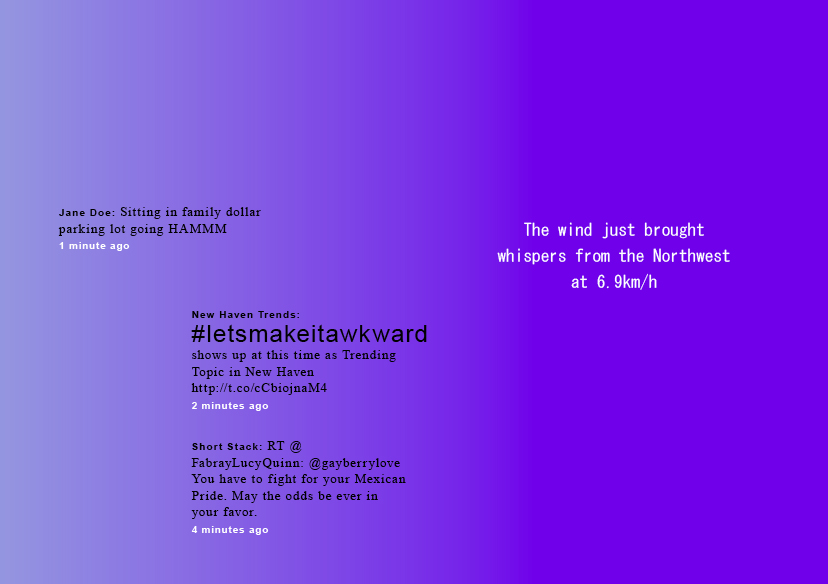 Jane Doe: Sitting in family dollar
parking lot going HAMMM
1 minute ago
The wind just brought
whispers from the Northwest
at 6.9km/h
New Haven Trends:
#letsmakeitawkward
shows up at this time as Trending
Topic in New Haven
http://t.co/cCbiojnaM4
2 minutes ago
Short Stack: RT @
FabrayLucyQuinn: @gayberrylove
You have to fight for your Mexican
Pride. May the odds be ever in
your favor.
4 minutes ago